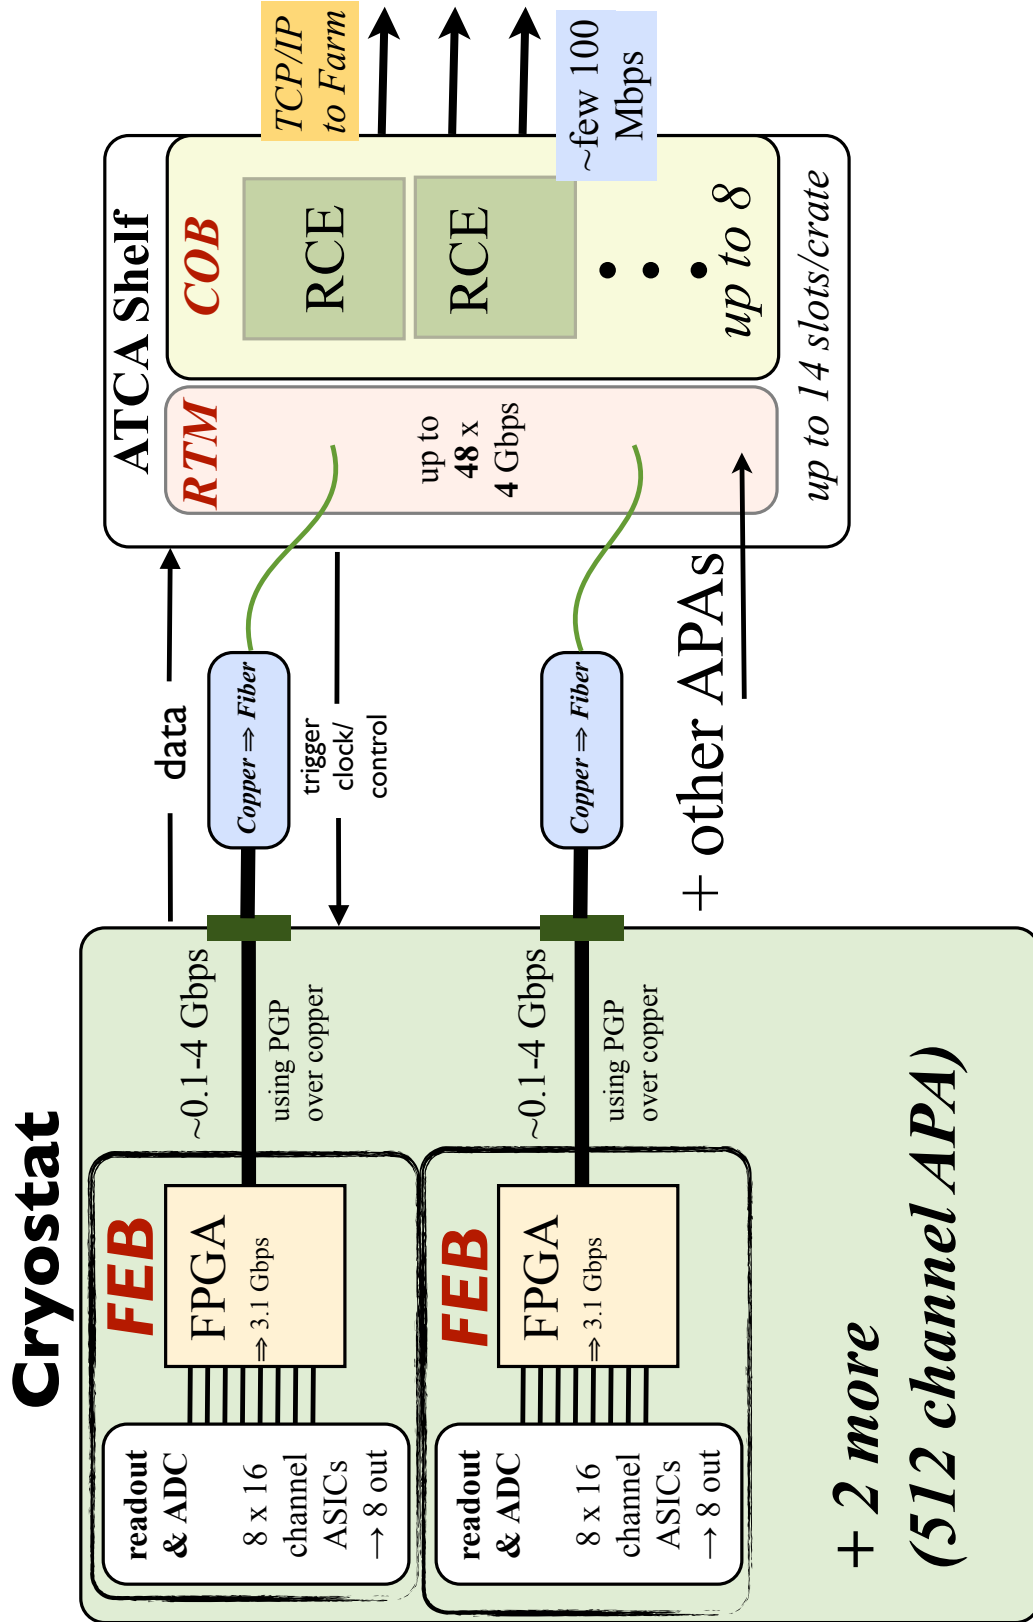 Cryostat
FEB
readout
& ADC
8 x 16
channel
ASICs
→ 8 out
FPGA
⇒ 3.1 Gbps
~0.1-4 Gbps
using PGP
over copper
FEB
readout
& ADC
8 x 16
channel
ASICs
→ 8 out
FPGA
⇒ 3.1 Gbps
~0.1-4 Gbps
using PGP
over copper
+ 2 more
(512 channel APA)
data
Copper ⇒ Fiber
trigger
clock/
control
Copper ⇒ Fiber
+ other APAs
ATCA Shelf
RTM
up to
48 x
4 Gbps
COB
RCE
RCE
up to 8
up to 14 slots/crate
TCP/IP
to Farm
~few 100
Mbps